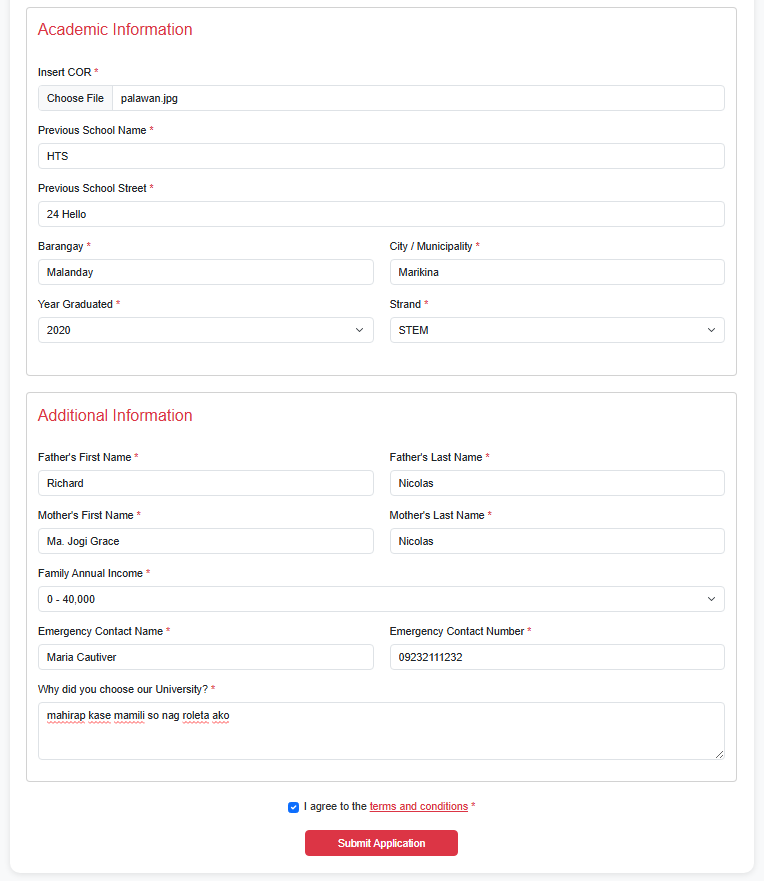 Academic Information
Insert COR *
Choose File palawan.jpg
Previous School Name *
HTS
Previous School Street *
24 Hello
Barangay * City / Municipality *
Malanday Marikina
Year Graduated * Strand *
2020 STEM
Additional Information
Father's First Name * Father's Last Name *
Richard Nicolas
Mother's First Name * Mother's Last Name *
Ma. Jogi Grace Nicolas
Family Annual Income *
0 - 40,000
Emergency Contact Name * Emergency Contact Number *
Maria Cautiver 09232111232
Why did you choose our University? *
mahirap kase mamili so nag roleta ako
I agree to the terms and conditions *
Submit Application